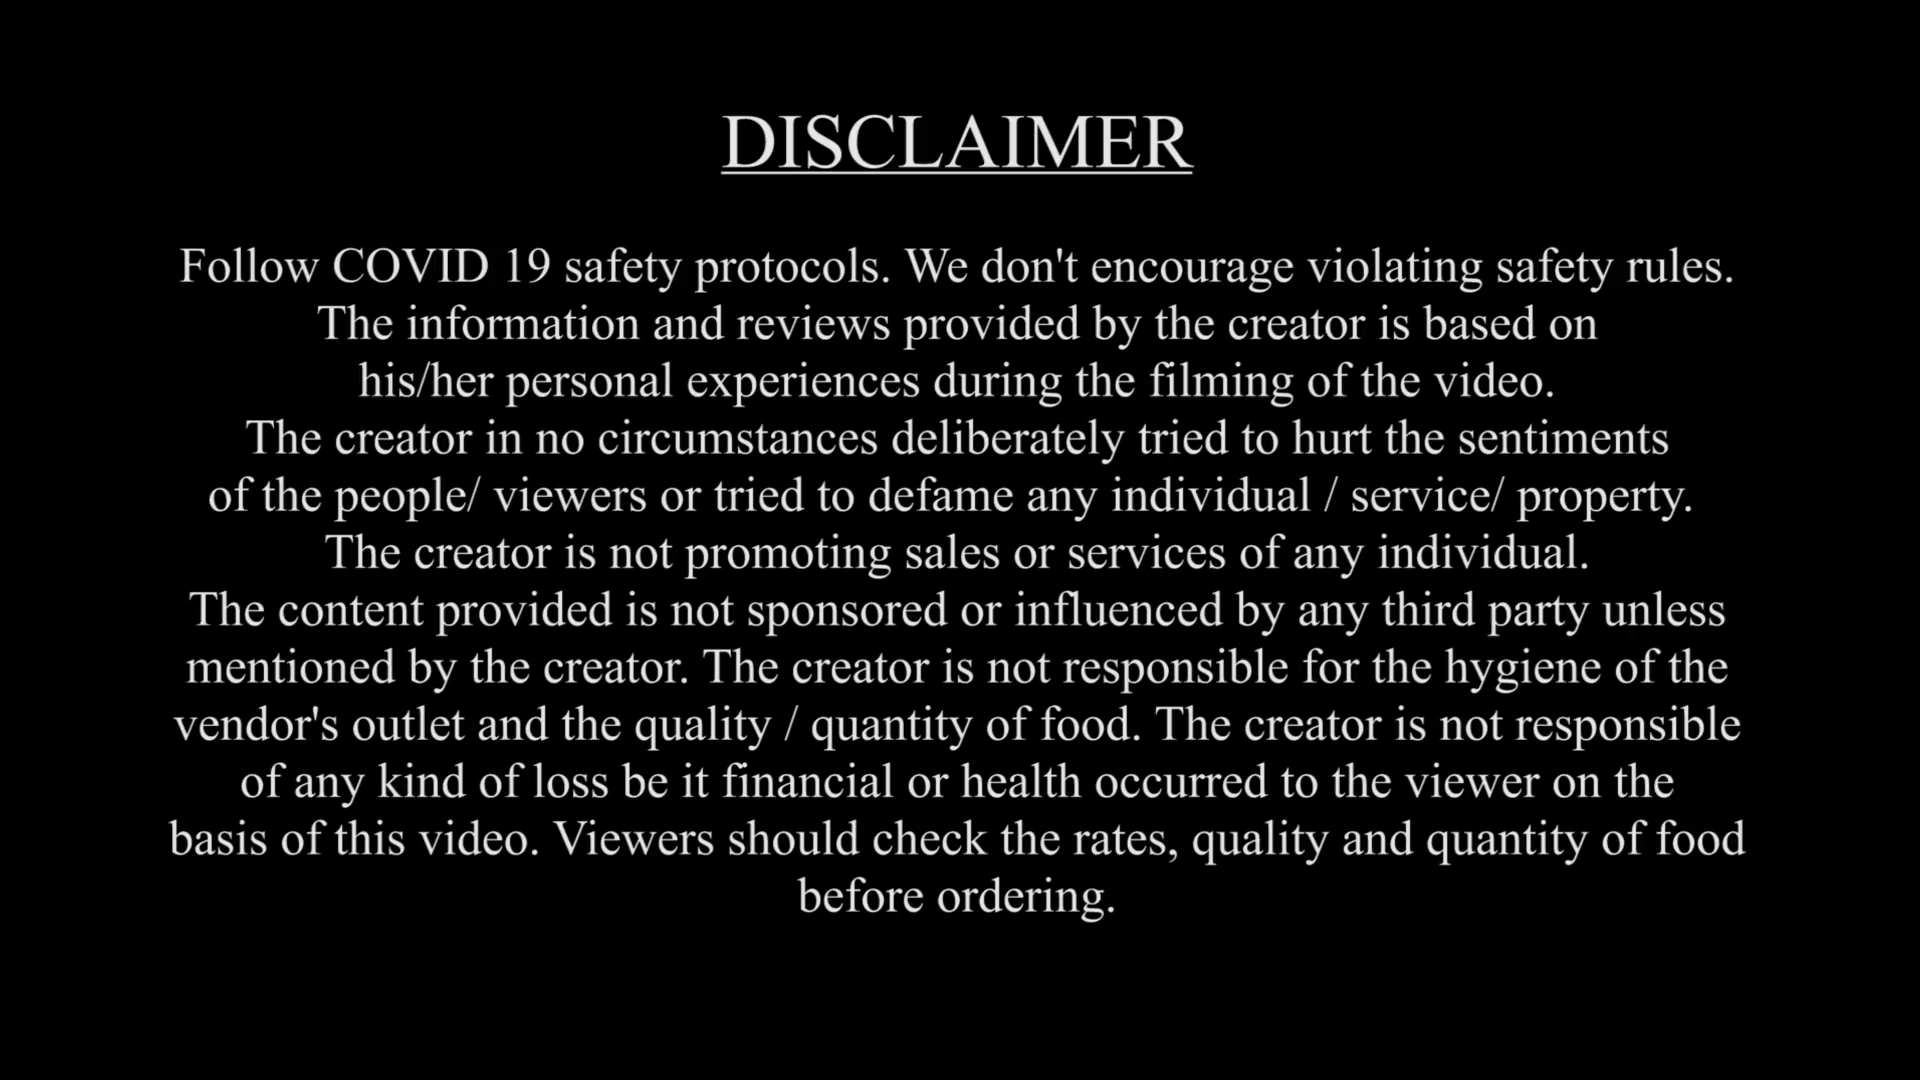 DISCLAIMER
Follow COVID 19 safety protocols. We don't encourage violating safety rules.
The information and reviews provided by the creator is based on
his/her personal experiences during the filming of the video.
The creator in no circumstances deliberately tried to hurt the sentiments
of the people/ viewers or tried to defame any individual / service/ property.
The creator is not promoting sales or services of any individual.
The content provided is not sponsored or influenced by any third party unless
mentioned by the creator. The creator is not responsible for the hygiene of the
vendor's outlet and the quality / quantity of food. The creator is not responsible
of any kind of loss be it financial or health occurred to the viewer on the
basis of this video. Viewers should check the rates, quality and quantity of food
before ordering.